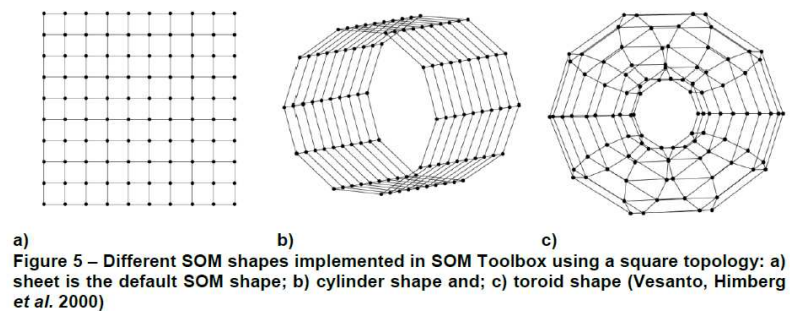 a) b) c)
Figure 5 – Different SOM shapes implemented in SOM Toolbox using a square topology: a)
sheet is the default SOM shape; b) cylinder shape and; c) toroid shape (Vesanto, Himberg
et al. 2000)